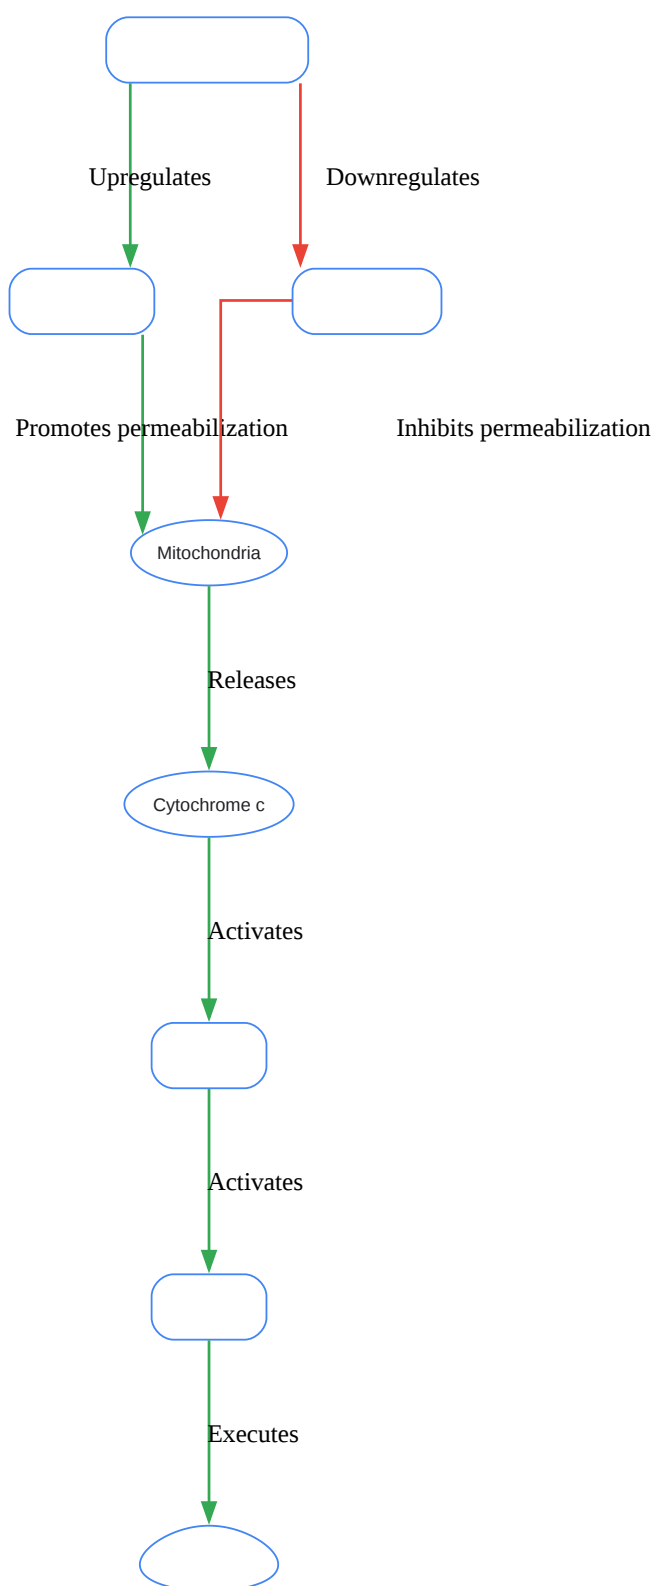 Upregulates
Downregulates
Promotes permeabilization
Inhibits permeabilization
Mitochondria
Releases
Cytochrome c
Activates
Activates
Executes